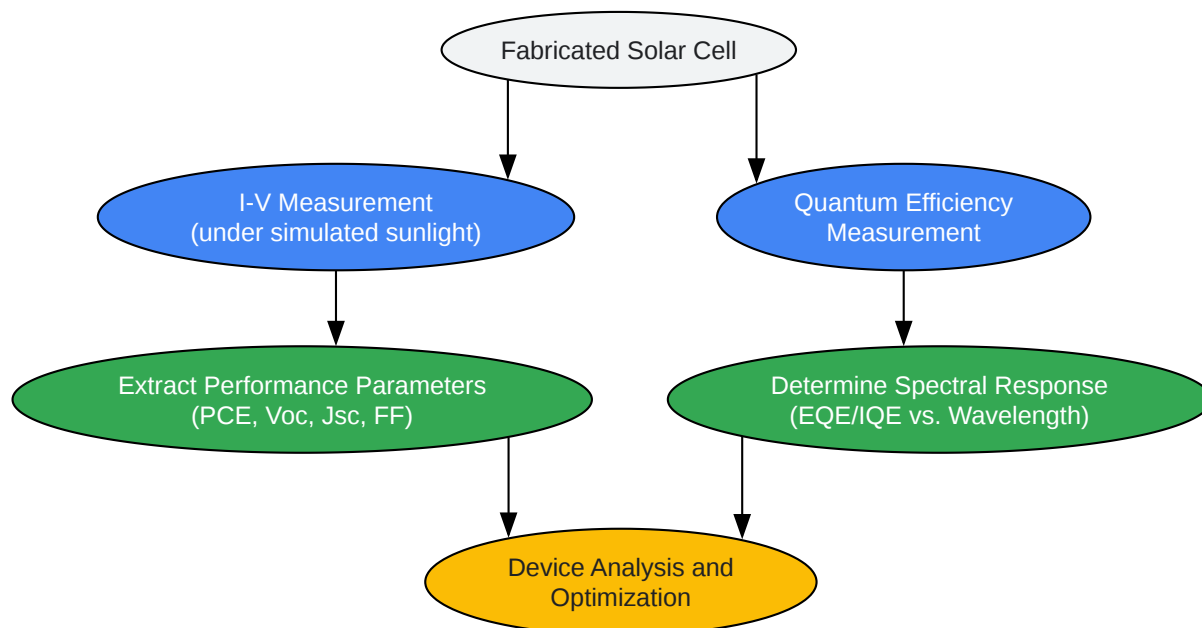 Fabricated Solar Cell
I-V Measurement
(under simulated sunlight)
Quantum Efficiency
Measurement
Extract Performance Parameters
(PCE, Voc, Jsc, FF)
Determine Spectral Response
(EQE/IQE vs. Wavelength)
Device Analysis and
Optimization